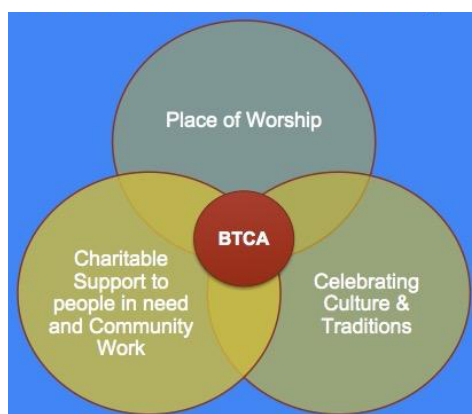 Place of Worship
BTCA
Charitable
Support to
people in need
and Community
Work
Celebrating
Culture &
Traditions